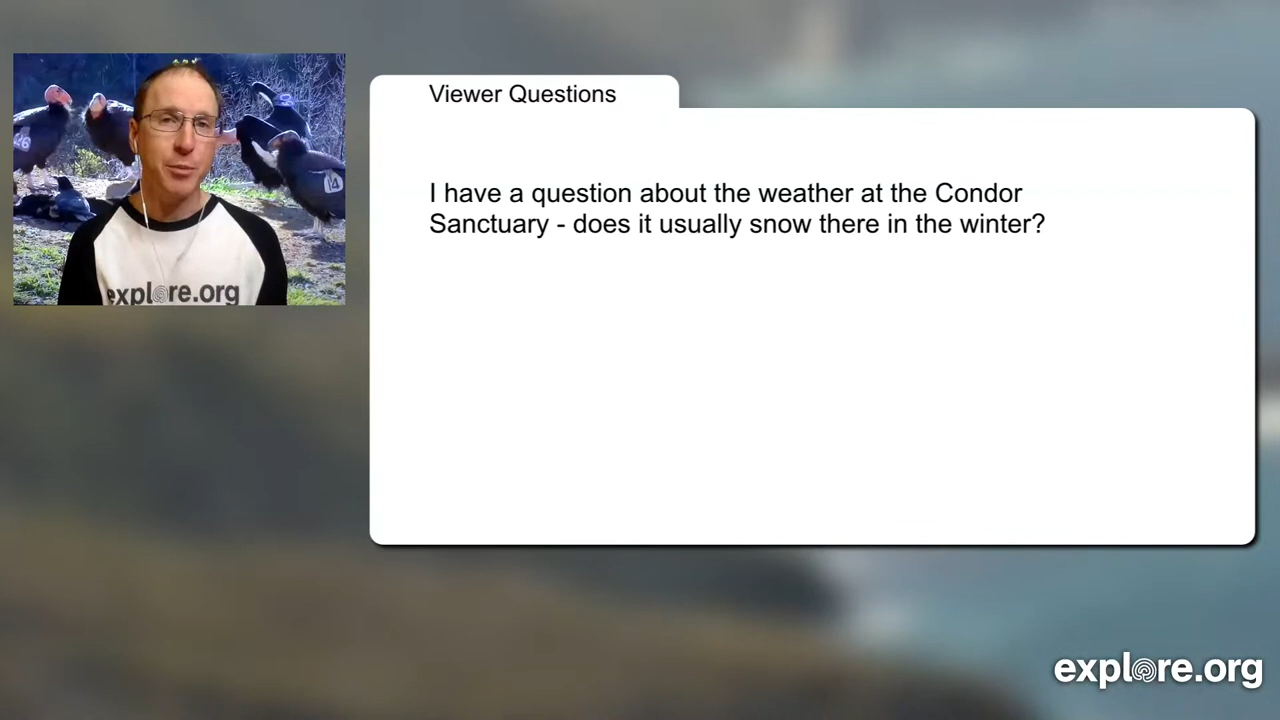 Viewer Questions
I have a question about the weather at the Condor
Sanctuary - does it usually snow there in the winter?
explore.org
14
explore.org